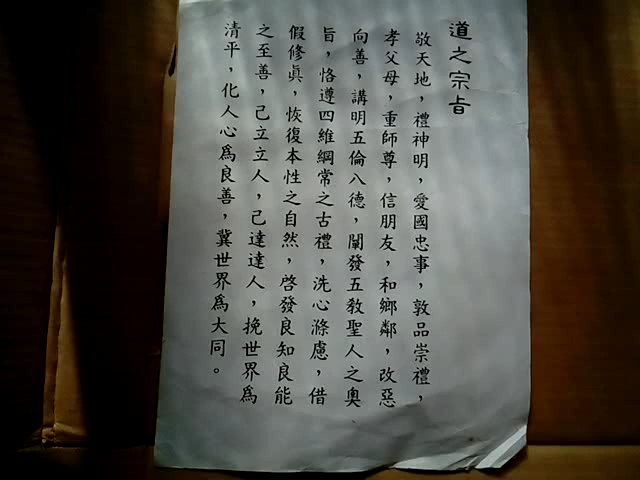 道之宗旨
敬天地，禮神明，愛國忠事，敦品崇禮，
孝父母，重師尊，信朋友，和鄉鄰，改惡
向善，講明五倫八德，闡發五教聖人之奧
旨，恪遵四維綱常之古禮，洗心滌慮，借
假修真，恢復本性之自然，啓發良知良能
之至善，己立立人，己達達人，挽世界為
清平，化人心為良善，冀世界為大同。